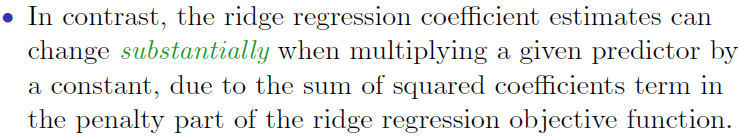 • In contrast, the ridge regression coefficient estimates can
change substantially when multiplying a given predictor by
a constant, due to the sum of squared coefficients term in
the penalty part of the ridge regression objective function.